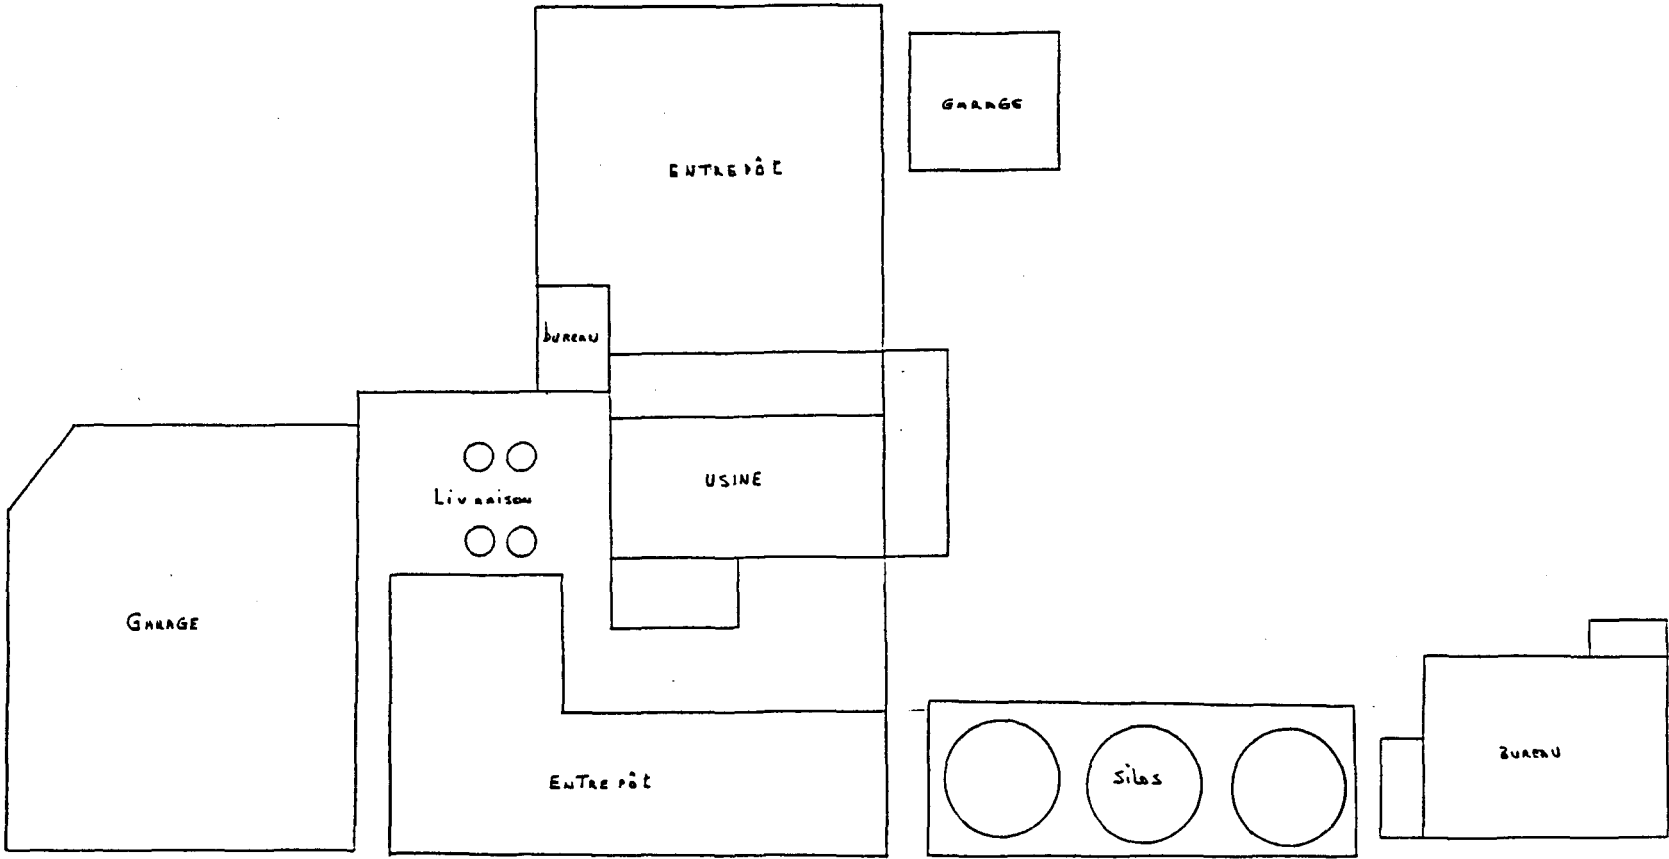 GARAGE
ENTREPÔT
bureau
USINE
Livraison
GARAGE
BUREAU
Silos
ENTREPÔT